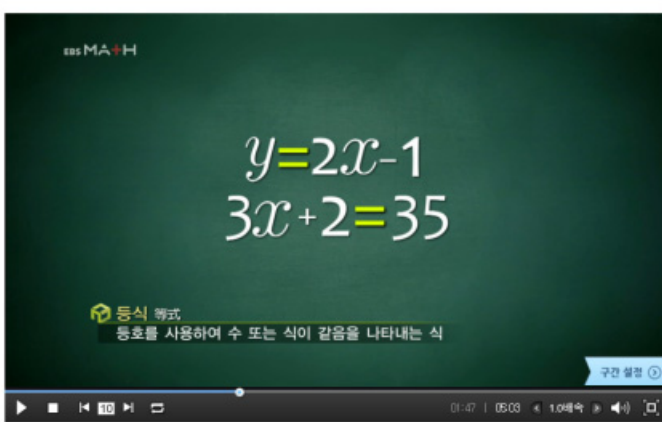 EBS MATH
y=2x-1
3x+2=35
등식 等式
등호를 사용하여 수 또는 식이 같음을 나타내는 식
구간 설정
10 01:47 | 05:03 1.0배속